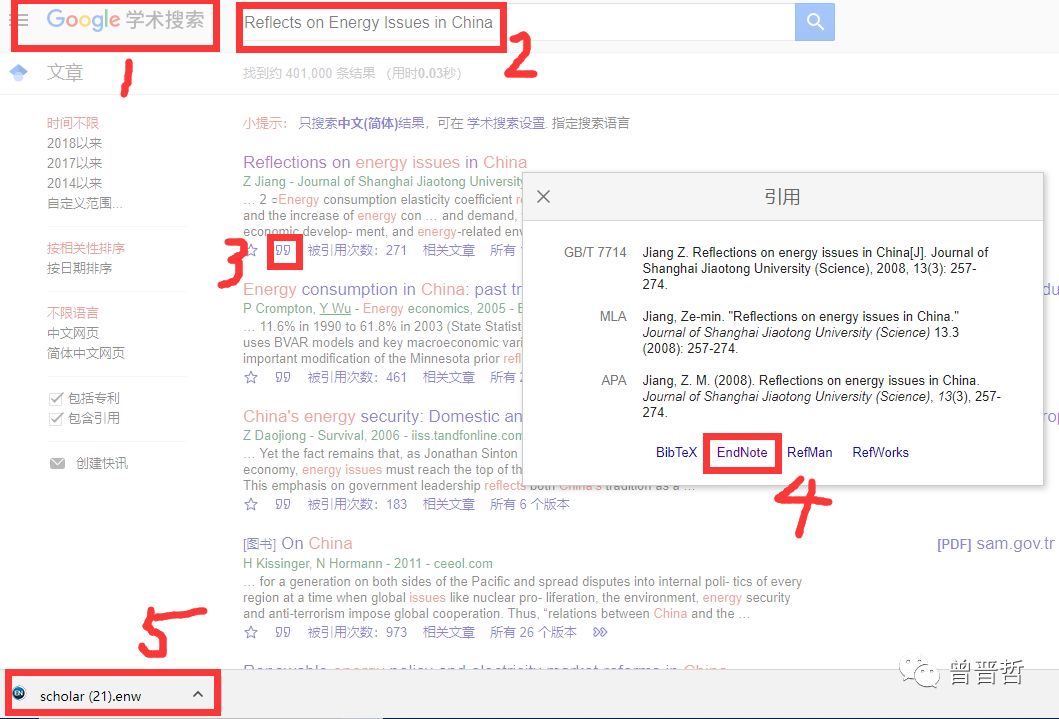 Google 学术搜索
Reflects on Energy Issues in China
1
2
文章
找到约 401,000 条结果 （用时0.03秒）
时间不限
2018以来
2017以来
2014以来
自定义范围...
按相关性排序
按日期排序
不限语言
中文网页
简体中文网页
包括专利
包含引用
创建快讯
小提示： 只搜索中文(简体)结果，可在 学术搜索设置. 指定搜索语言
Reflections on energy issues in China
Z Jiang - Journal of Shanghai Jiaotong University
... 2 ○Energy consumption elasticity coefficient
and the increase of energy con ... and demand,
economic develop- ment, and energy-related env
3
被引用次数：271 相关文章 所有
Energy consumption in China: past tr
P Crompton, Y Wu - Energy economics, 2005 - E
... 11.6% in 1990 to 61.8% in 2003 (State Statist
uses BVAR models and key macroeconomic vari
important modification of the Minnesota prior refl
被引用次数：461 相关文章 所有
China's energy security: Domestic an
Z Daojiong - Survival, 2006 - iiss.tandfonline.com
... Yet the fact remains that, as Jonathan Sinton
economy, energy issues must reach the top of th
This emphasis on government leadership reflects both China's tradition as a ...
被引用次数：183 相关文章 所有 6 个版本
[图书] On China
H Kissinger, N Hormann - 2011 - ceeol.com
... for a generation on both sides of the Pacific and spread disputes into internal poli- tics of every
region at a time when global issues like nuclear pro- liferation, the environment, energy security
and anti-terrorism impose global cooperation. Thus, "relations between China and the ...
被引用次数：973 相关文章 所有 26 个版本
[PDF] sam.gov.tr
Renewable energy policy and electricity market reforms in China
引用
GB/T 7714
Jiang Z. Reflections on energy issues in China[J]. Journal of
Shanghai Jiaotong University (Science), 2008, 13(3): 257-
274.
MLA
Jiang, Ze-min. "Reflections on energy issues in China."
Journal of Shanghai Jiaotong University (Science) 13.3
(2008): 257-274.
APA
Jiang, Z. M. (2008). Reflections on energy issues in China.
Journal of Shanghai Jiaotong University (Science), 13(3), 257-
274.
BibTeX EndNote RefMan RefWorks
4
5
EN
scholar (21).enw
曾晋哲